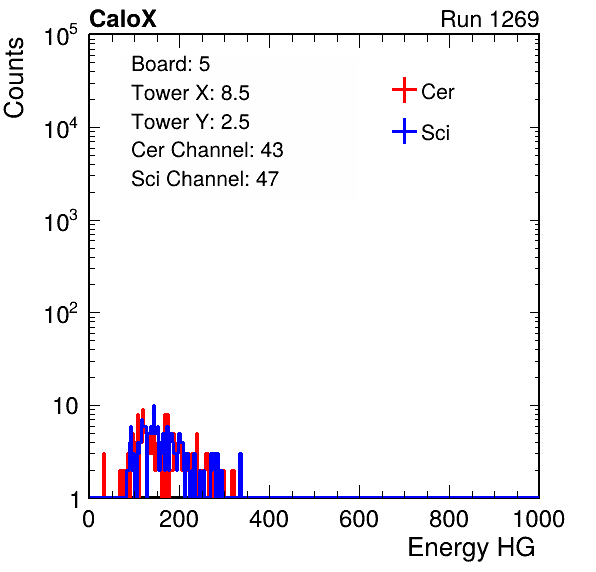 CaloX Run 1269
Counts
10^5
10^4
10^3
10^2
10
1
Board: 5
Tower X: 8.5
Tower Y: 2.5
Cer Channel: 43
Sci Channel: 47
Cer
Sci
0 200 400 600 800 1000
Energy HG